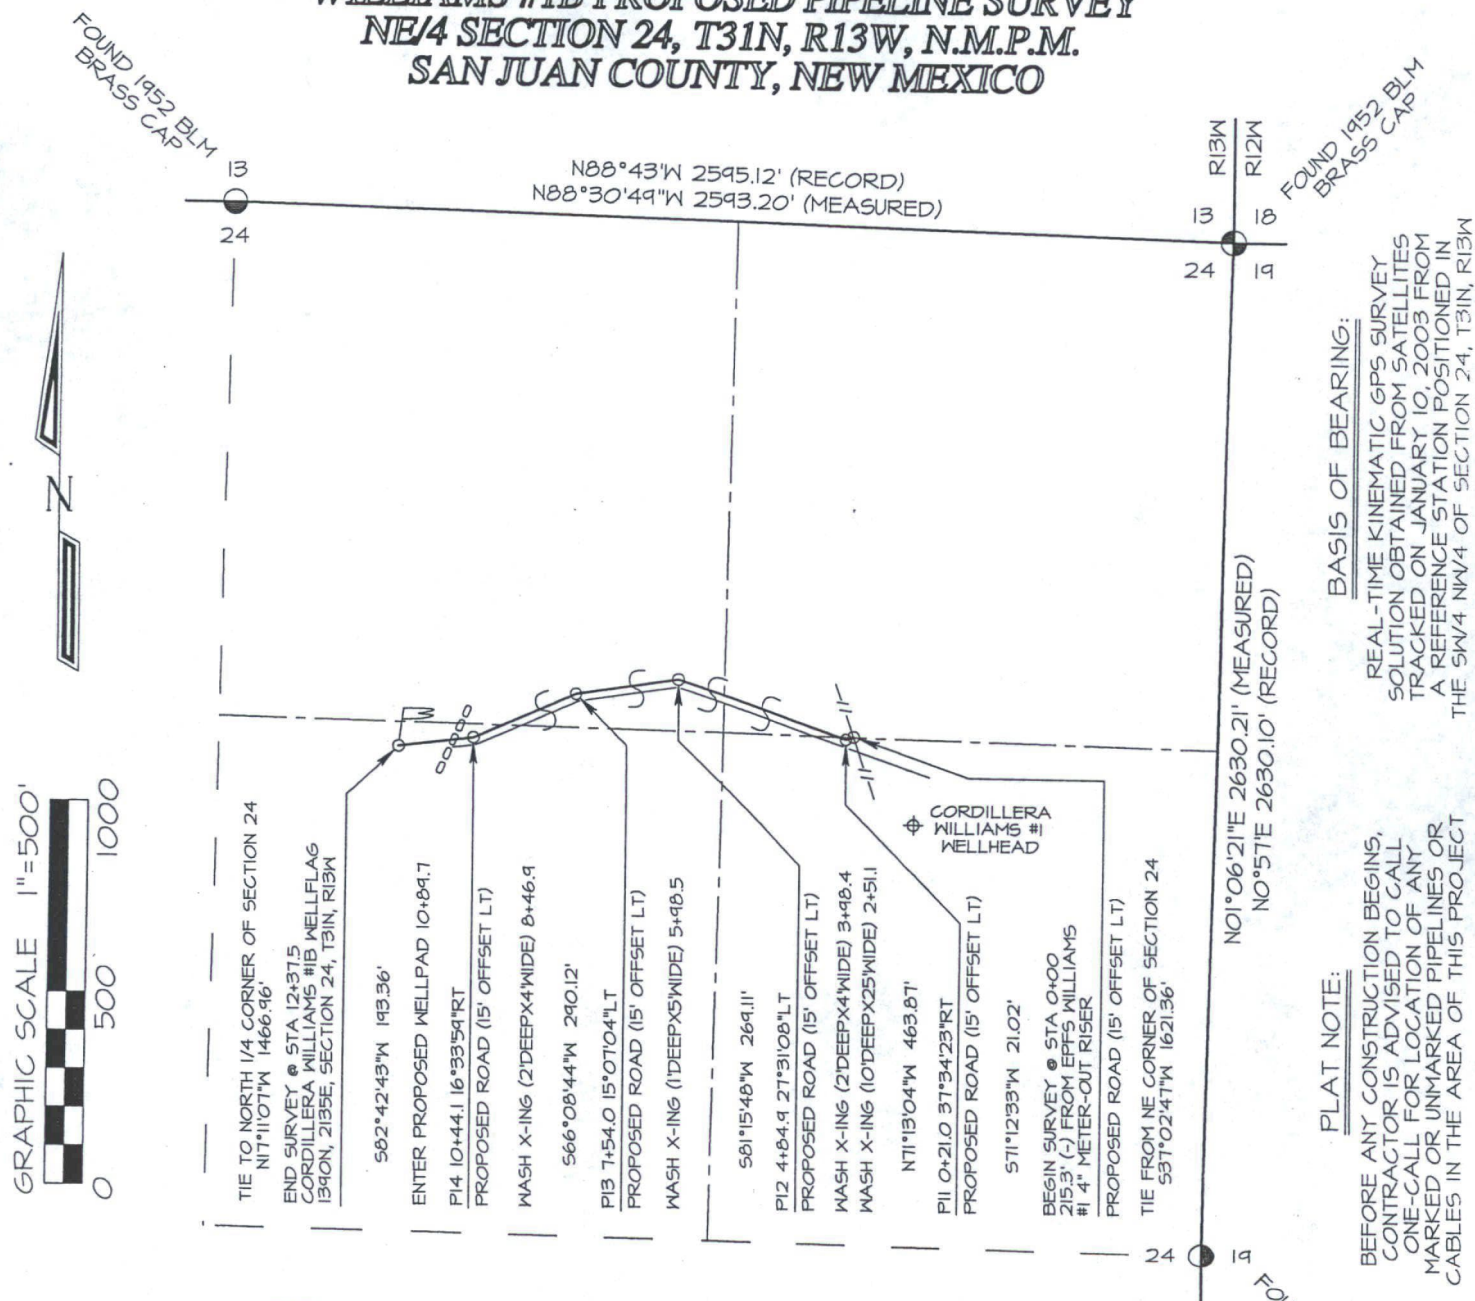 WILLIAMS #1B PROPOSED PIPELINE SURVEY
NE/4 SECTION 24, T31N, R13W, N.M.P.M.
SAN JUAN COUNTY, NEW MEXICO
FOUND 1952 BLM
BRASS CAP
13
24
N88°43'W 2595.12' (RECORD)
N88°30'49"W 2593.20' (MEASURED)
R13W
R12W
FOUND 1952 BLM
BRASS CAP
13
18
24
19
N
GRAPHIC SCALE 1"=500'
0
500
1000
TIE TO NORTH 1/4 CORNER OF SECTION 24
N17°11'07"W 1466.96'
END SURVEY @ STA 12+37.5
CORDILLERA WILLIAMS #1B WELLFLAG
1390N, 2135E, SECTION 24, T31N, R13W
S82°42'43"W 193.36'
ENTER PROPOSED WELLPAD 10+89.7
PI4 10+44.1 16°33'59"RT
PROPOSED ROAD (15' OFFSET LT)
WASH X-ING (2'DEEPX4'WIDE) 8+46.9
S66°08'44"W 290.12'
PI3 7+54.0 15°07'04"LT
PROPOSED ROAD (15' OFFSET LT)
WASH X-ING (1'DEEPX5'WIDE) 5+98.5
S81°15'48"W 269.11'
PI2 4+84.9 27°31'08"LT
PROPOSED ROAD (15' OFFSET LT)
WASH X-ING (2'DEEPX4'WIDE) 3+98.4
WASH X-ING (10'DEEPX25'WIDE) 2+51.1
N71°13'04"W 463.87'
PI1 0+21.0 37°34'23"RT
PROPOSED ROAD (15' OFFSET LT)
S71°12'33"W 21.02'
BEGIN SURVEY @ STA 0+00
215.3' (-) FROM EPFS WILLIAMS
#1 4" METER-OUT RISER
PROPOSED ROAD (15' OFFSET LT)
TIE FROM NE CORNER OF SECTION 24
S37°02'47"W 1621.36'
CORDILLERA
WILLIAMS #1
WELLHEAD
N01°06'21"E 2630.21' (MEASURED)
N0°57'E 2630.10' (RECORD)
24
19
BASIS OF BEARING:
REAL-TIME KINEMATIC GPS SURVEY
SOLUTION OBTAINED FROM SATELLITES
TRACKED ON JANUARY 10, 2003 FROM
A REFERENCE STATION POSITIONED IN
THE SW/4 NW/4 OF SECTION 24, T31N, R13W
PLAT NOTE:
BEFORE ANY CONSTRUCTION BEGINS,
CONTRACTOR IS ADVISED TO CALL
ONE-CALL FOR LOCATION OF ANY
MARKED OR UNMARKED PIPELINES OR
CABLES IN THE AREA OF THIS PROJECT